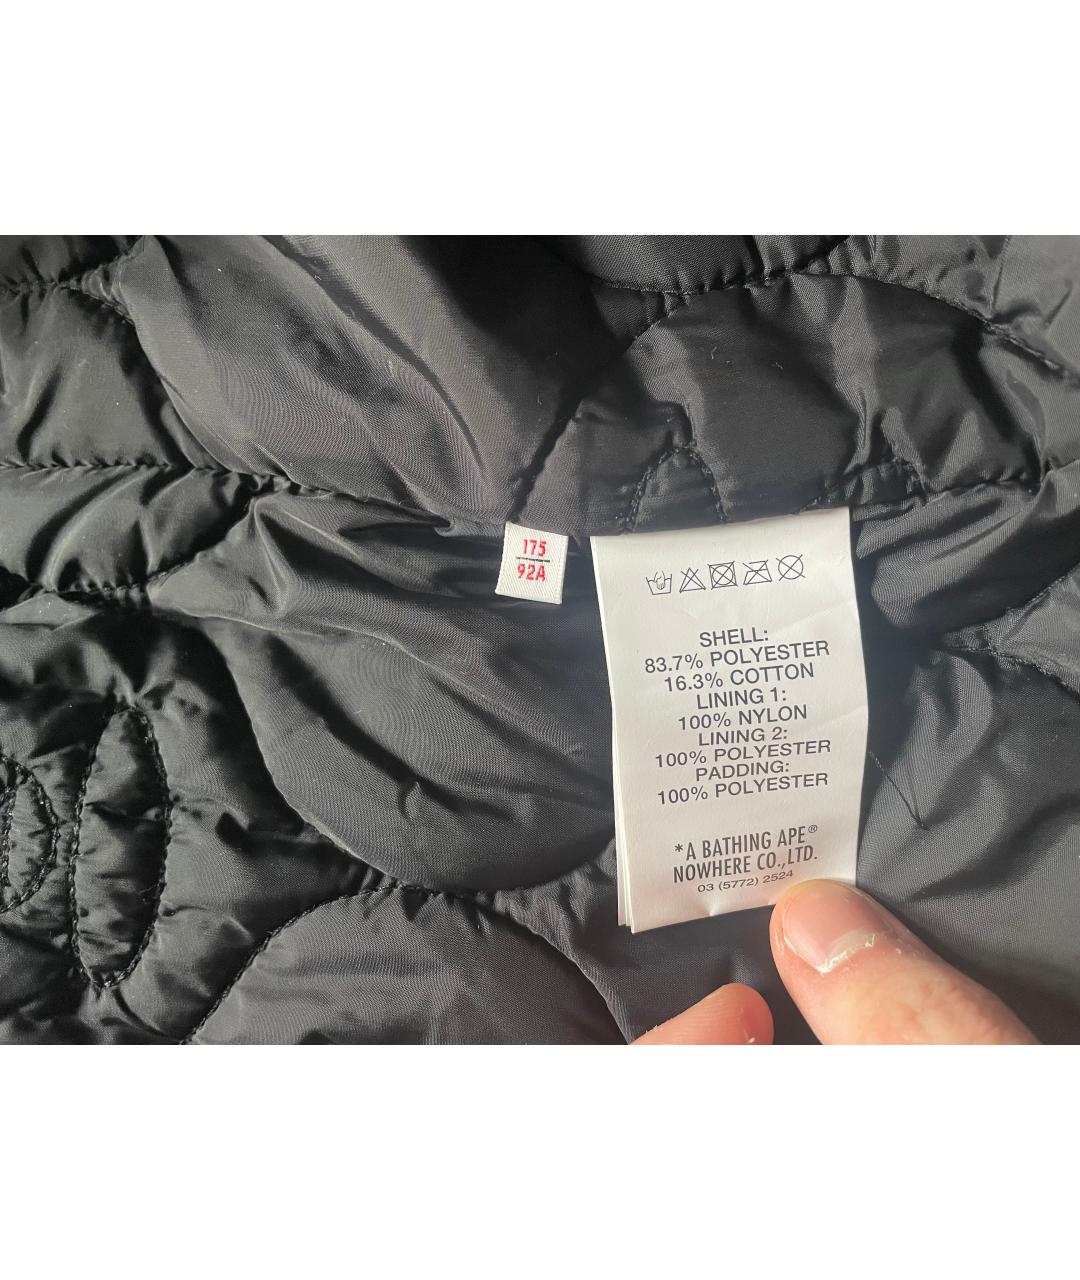 175
92A
SHELL:
83.7% POLYESTER
16.3% COTTON
LINING 1:
100% NYLON
LINING 2:
100% POLYESTER
PADDING:
100% POLYESTER
*A BATHING APE®
NOWHERE CO.,LTD.
03 (5772) 2524